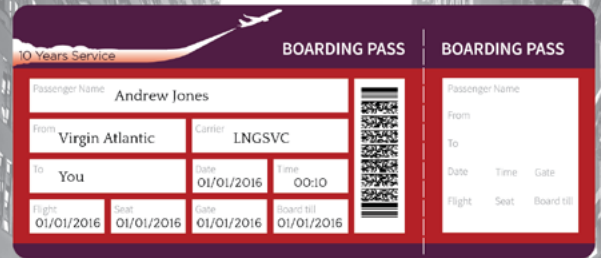 BOARDING PASS
BOARDING PASS
10 Years Service
Passenger Name
Andrew Jones
From
Virgin Atlantic
Carrier
LNGSVC
To
You
Date
01/01/2016
Time
00:10
Flight
01/01/2016
Seat
01/01/2016
Gate
01/01/2016
Board till
01/01/2016
Passenger Name
From
To
Date Time Gate
Flight Seat Board till